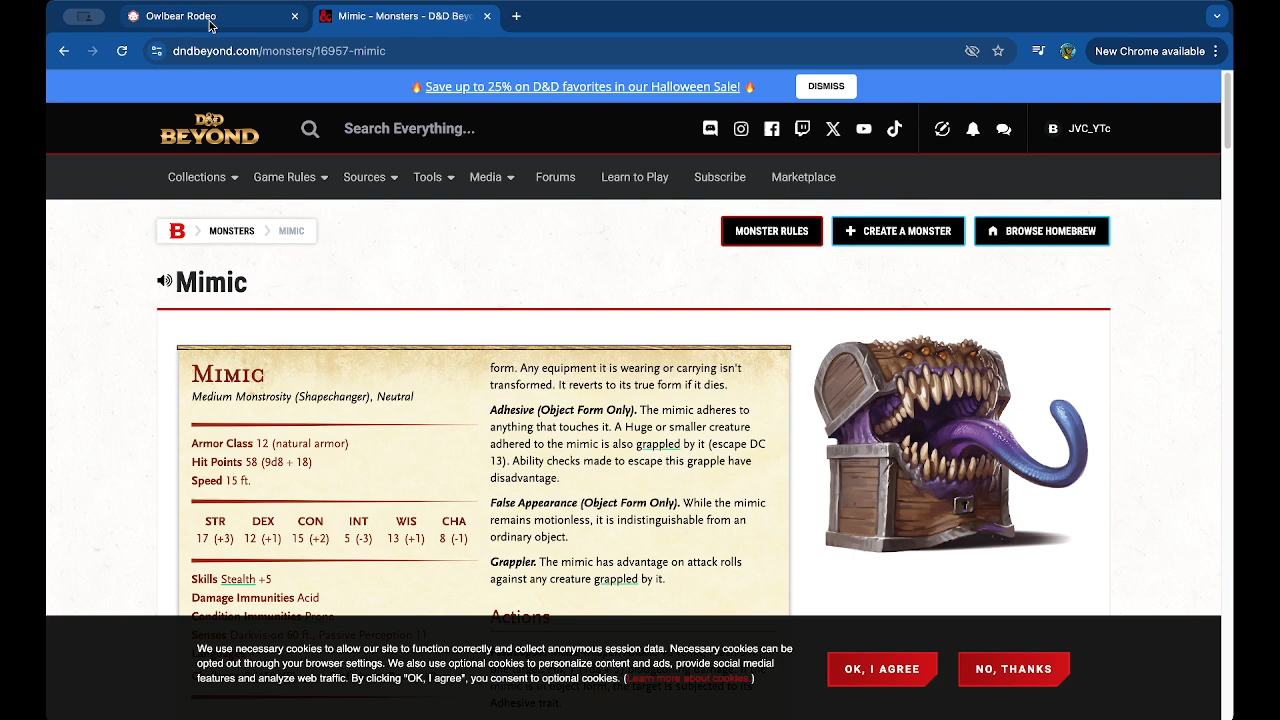 Owlbear Rodeo
Mimic - Monsters - D&D Bey
dndbeyond.com/monsters/16957-mimic
New Chrome available
Save up to 25% on D&D favorites in our Halloween Sale!
DISMISS
D&D
BEYOND
Search Everything...
B JVC_YTc
Collections Game Rules Sources Tools Media Forums Learn to Play Subscribe Marketplace
B MONSTERS MIMIC
MONSTER RULES
CREATE A MONSTER
BROWSE HOMEBREW
Mimic
MIMIC
Medium Monstrosity (Shapechanger), Neutral
Armor Class 12 (natural armor)
Hit Points 58 (9d8 + 18)
Speed 15 ft.
STR DEX CON INT WIS CHA
17 (+3) 12 (+1) 15 (+2) 5 (-3) 13 (+1) 8 (-1)
Skills Stealth +5
Damage Immunities Acid
Condition Immunities Prone
Senses Darkvision 60 ft., Passive Perception 11
form. Any equipment it is wearing or carrying isn't
transformed. It reverts to its true form if it dies.
Adhesive (Object Form Only). The mimic adheres to
anything that touches it. A Huge or smaller creature
adhered to the mimic is also grappled by it (escape DC
13). Ability checks made to escape this grapple have
disadvantage.
False Appearance (Object Form Only). While the mimic
remains motionless, it is indistinguishable from an
ordinary object.
Grappler. The mimic has advantage on attack rolls
against any creature grappled by it.
Actions
mimic is in object form, the target is subjected to its
Adhesive trait.
We use necessary cookies to allow our site to function correctly and collect anonymous session data. Necessary cookies can be
opted out through your browser settings. We also use optional cookies to personalize content and ads, provide social medial
features and analyze web traffic. By clicking "OK, I agree", you consent to optional cookies. (Learn more about cookies.)
OK, I AGREE
NO, THANKS